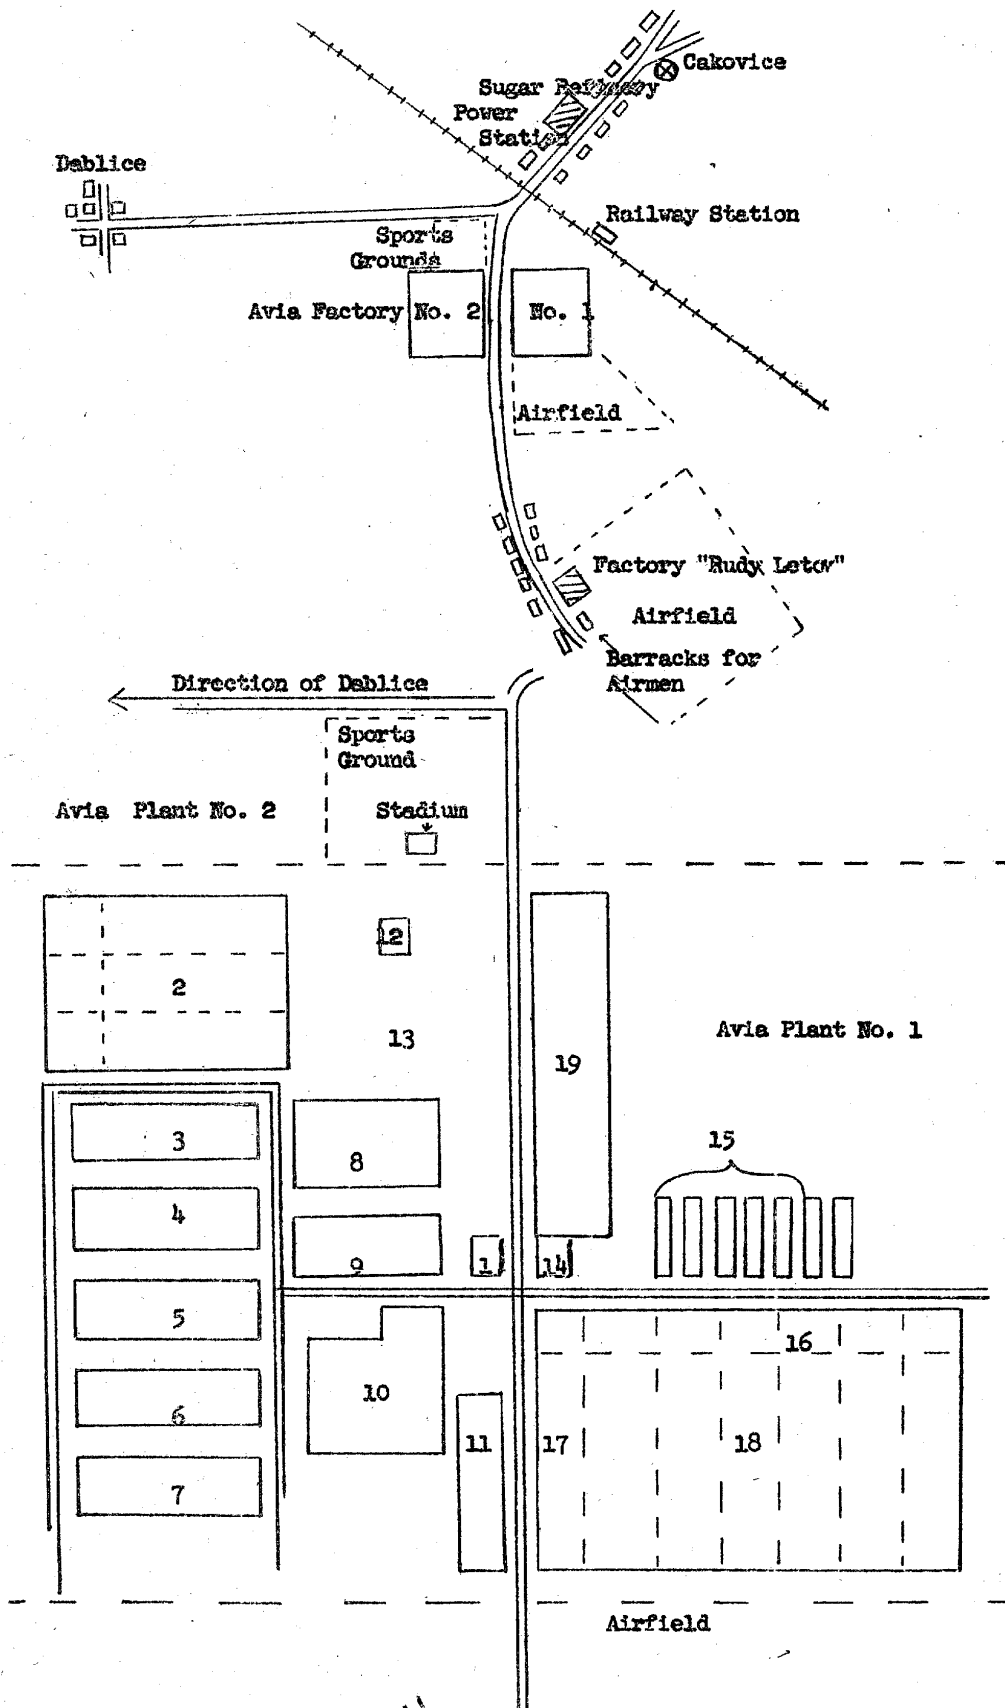 Cakovice
Sugar Refinery
Power
Station
Dablice
Railway Station
Sports
Grounds
Avia Factory No. 2
No. 1
Airfield
Factory "Rudy Letov"
Airfield
Barracks for
Airmen
Direction of Dablice
Sports
Ground
Avia Plant No. 2
Stadium
12
2
13
Avia Plant No. 1
19
3
8
15
4
9
1
14
5
16
10
6
11
17
18
7
Airfield